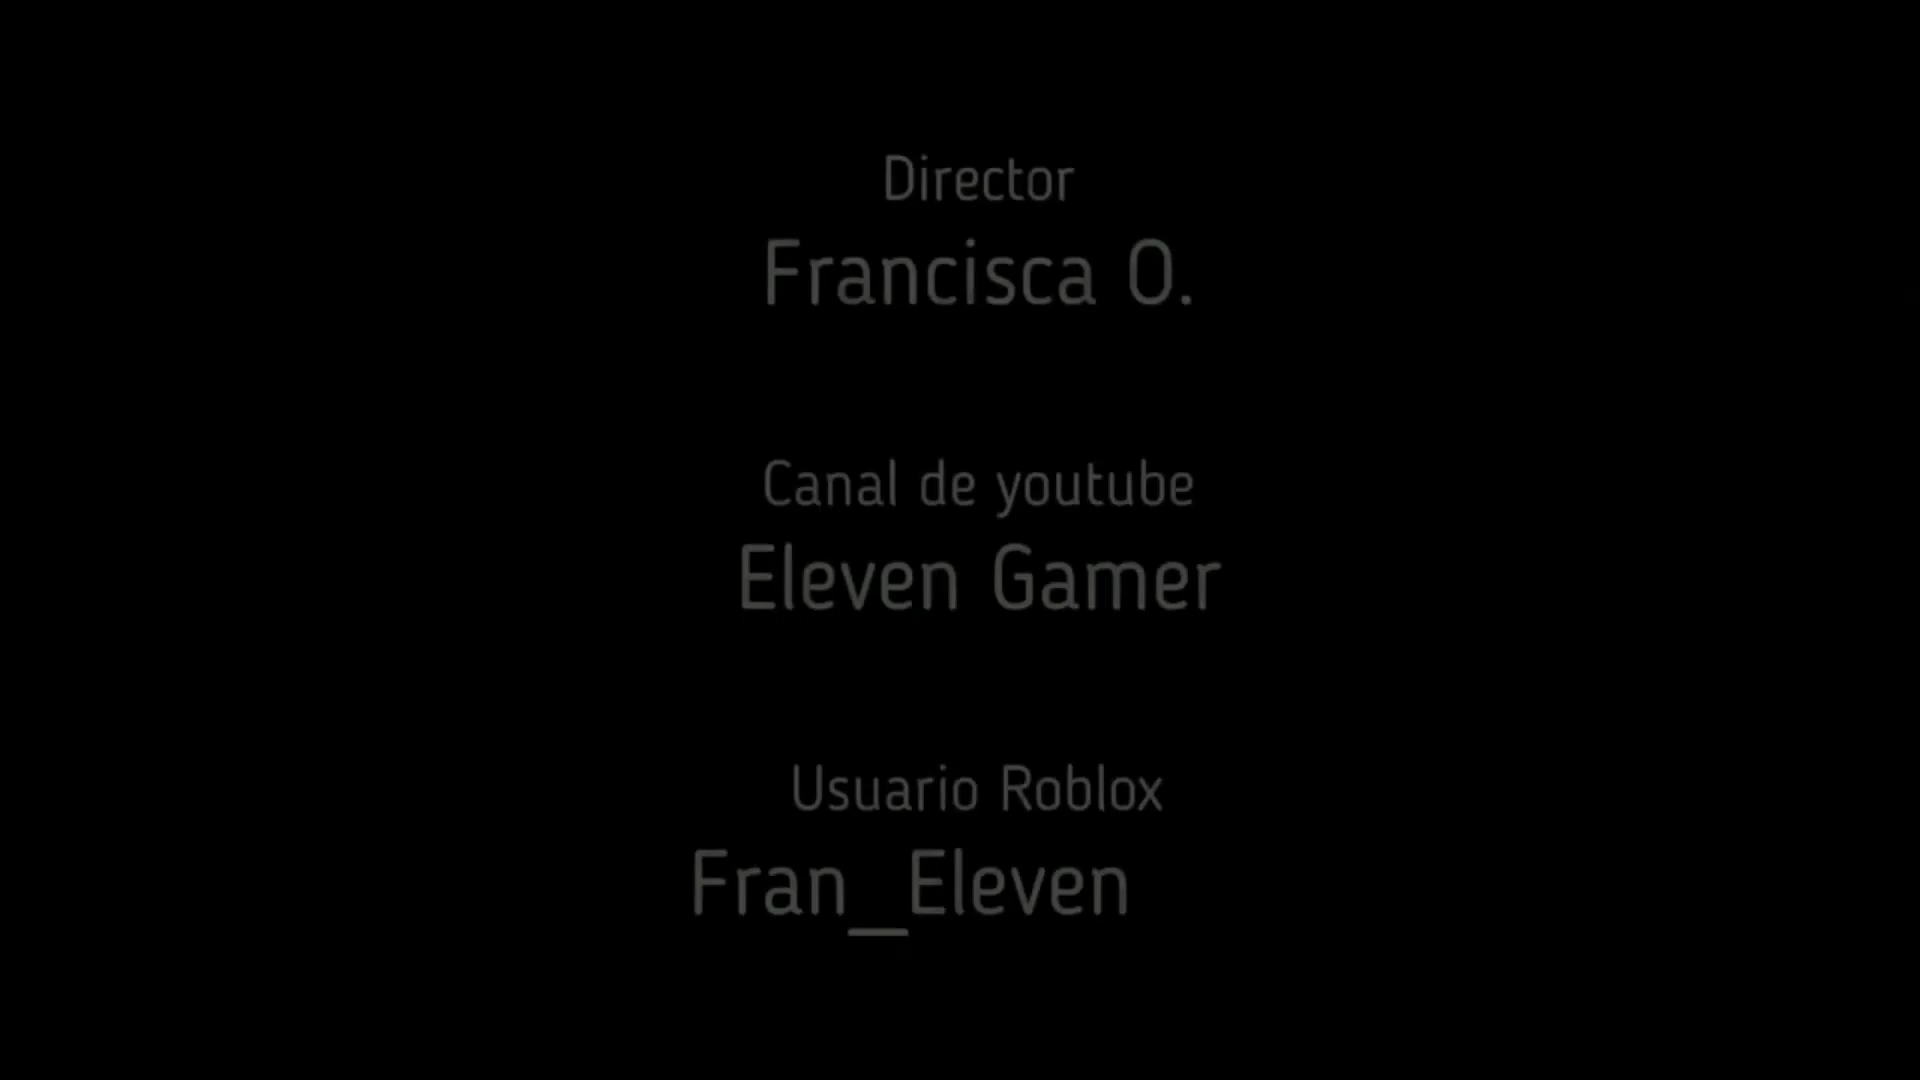 Director
Francisca O.
Canal de youtube
Eleven Gamer
Usuario Roblox
Fran_Eleven